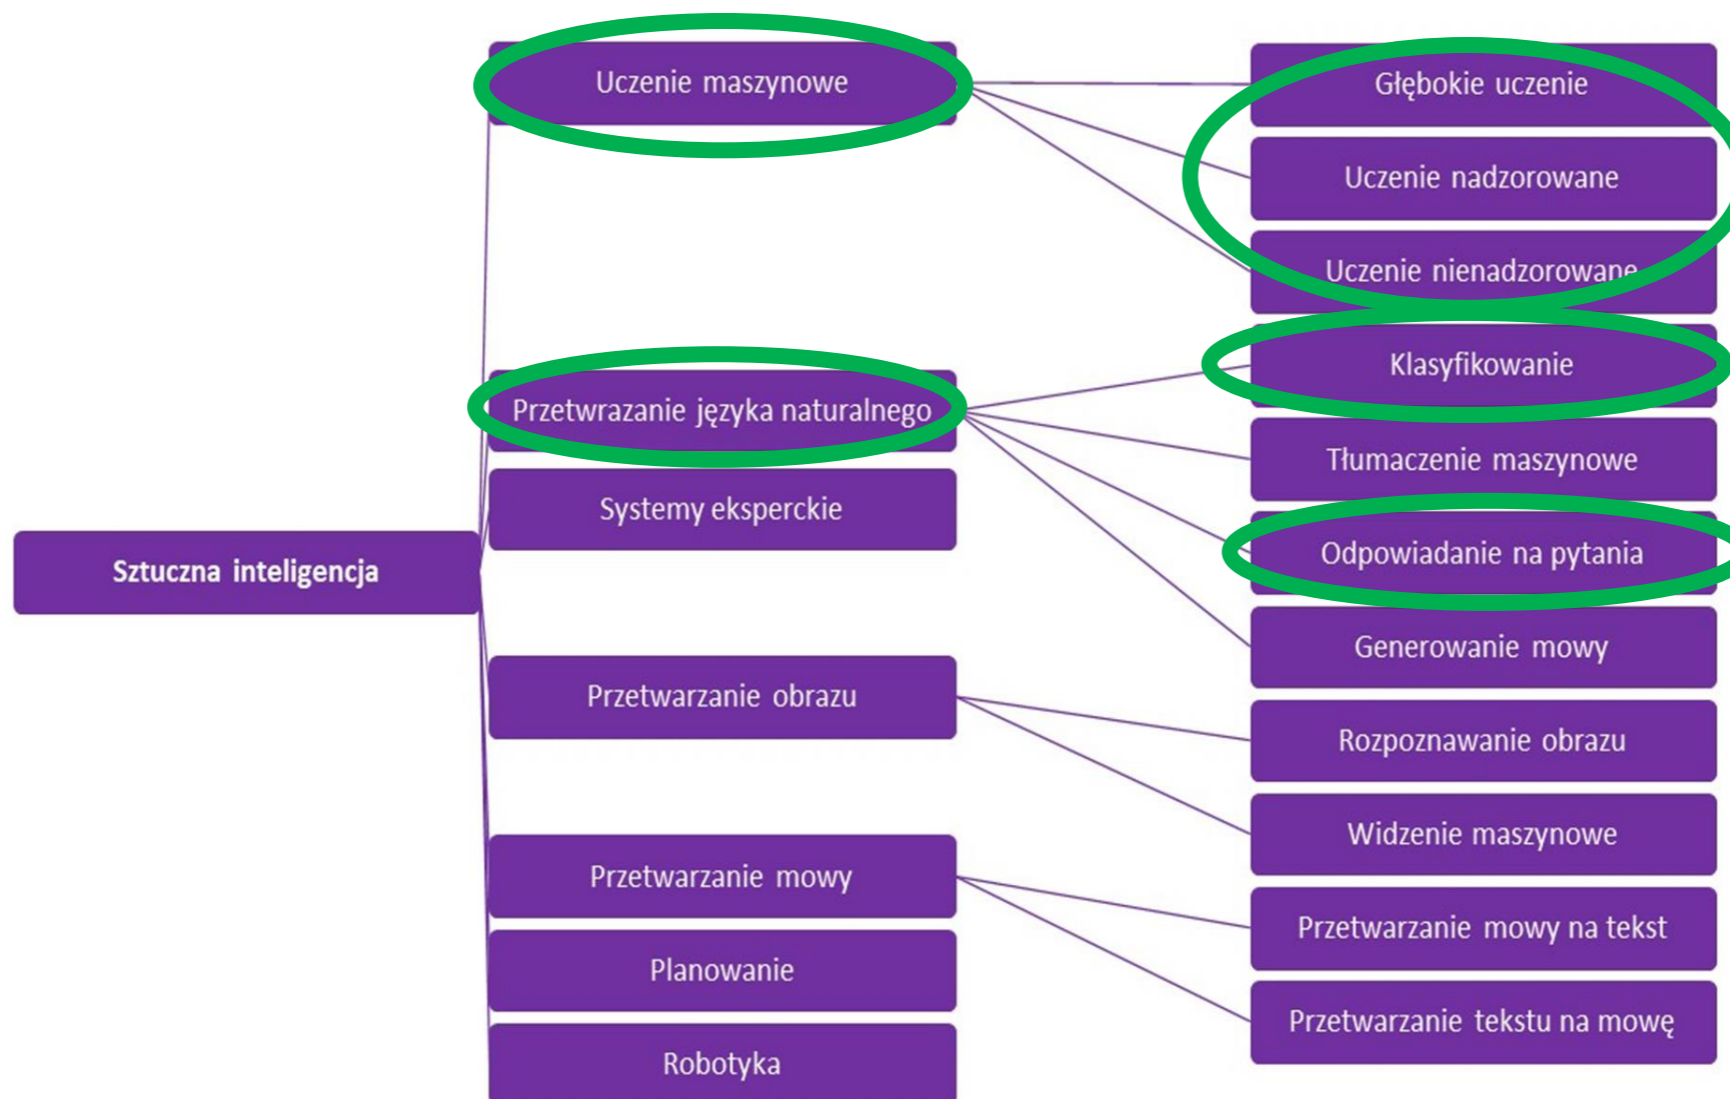 Sztuczna inteligencja
Uczenie maszynowe
Przetwrazanie języka naturalnego
Systemy eksperckie
Przetwarzanie obrazu
Przetwarzanie mowy
Planowanie
Robotyka
Głębokie uczenie
Uczenie nadzorowane
Uczenie nienadzorowane
Klasyfikowanie
Tłumaczenie maszynowe
Odpowiadanie na pytania
Generowanie mowy
Rozpoznawanie obrazu
Widzenie maszynowe
Przetwarzanie mowy na tekst
Przetwarzanie tekstu na mowę